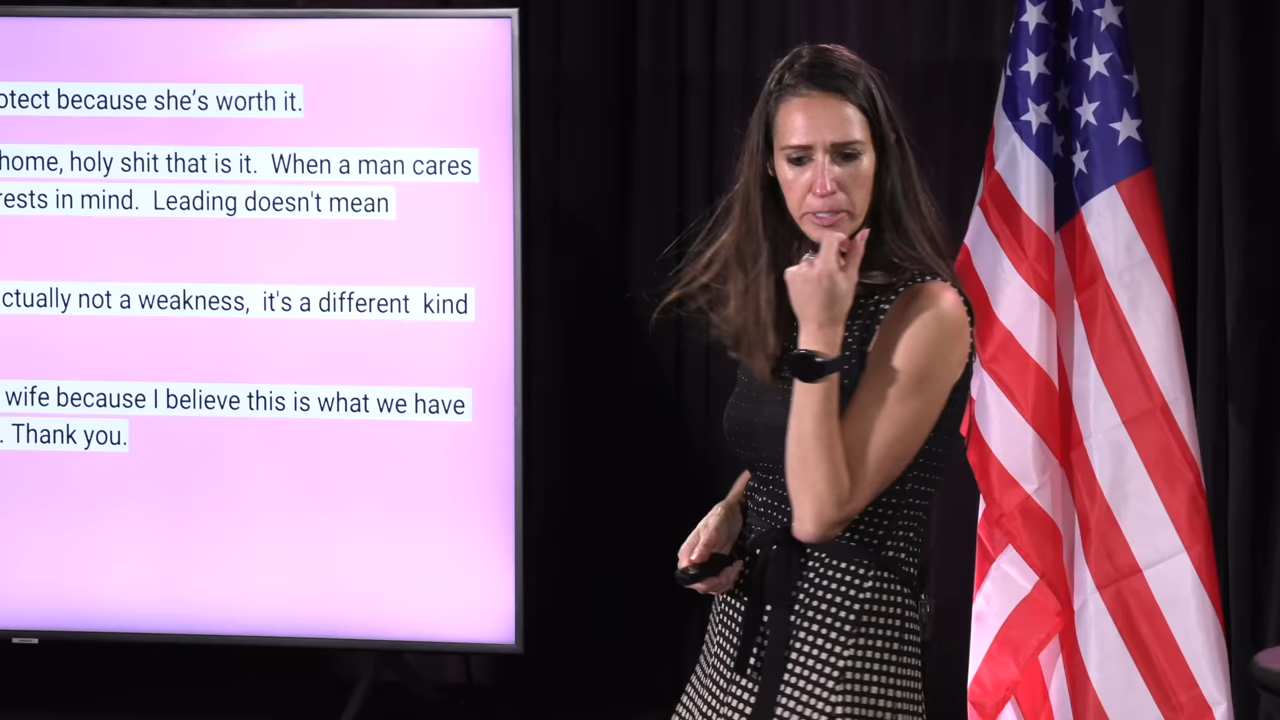 otect because she's worth it.
home, holy shit that is it.  When a man cares
rests in mind.  Leading doesn't mean
ctually not a weakness,  it's a different  kind
wife because I believe this is what we have
. Thank you.